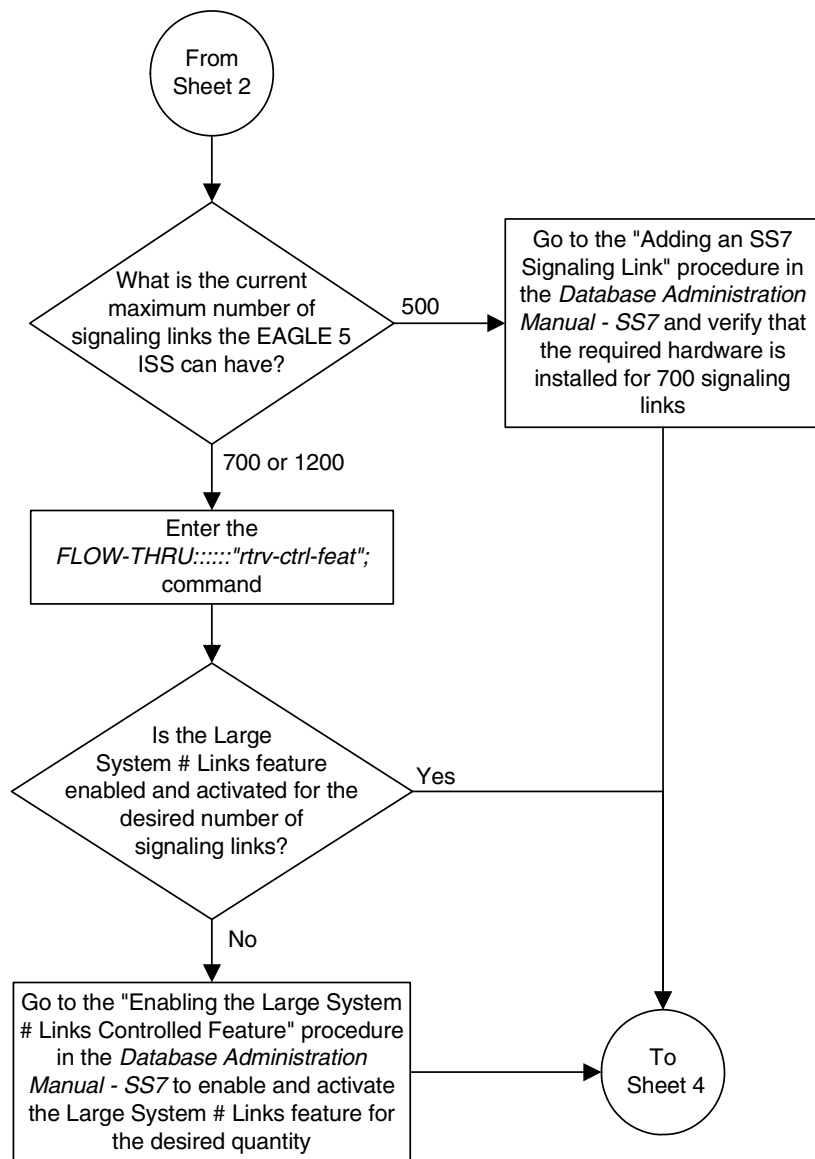 From
Sheet 2
What is the current
maximum number of
signaling links the EAGLE 5
ISS can have?
500
Go to the "Adding an SS7
Signaling Link" procedure in
the Database Administration
Manual - SS7 and verify that
the required hardware is
installed for 700 signaling
links
700 or 1200
Enter the
FLOW-THRU::::::"rtrv-ctrl-feat";
command
Is the Large
System # Links feature
enabled and activated for the
desired number of
signaling links?
Yes
No
Go to the "Enabling the Large System
# Links Controlled Feature" procedure
in the Database Administration
Manual - SS7 to enable and activate
the Large System # Links feature for
the desired quantity
To
Sheet 4